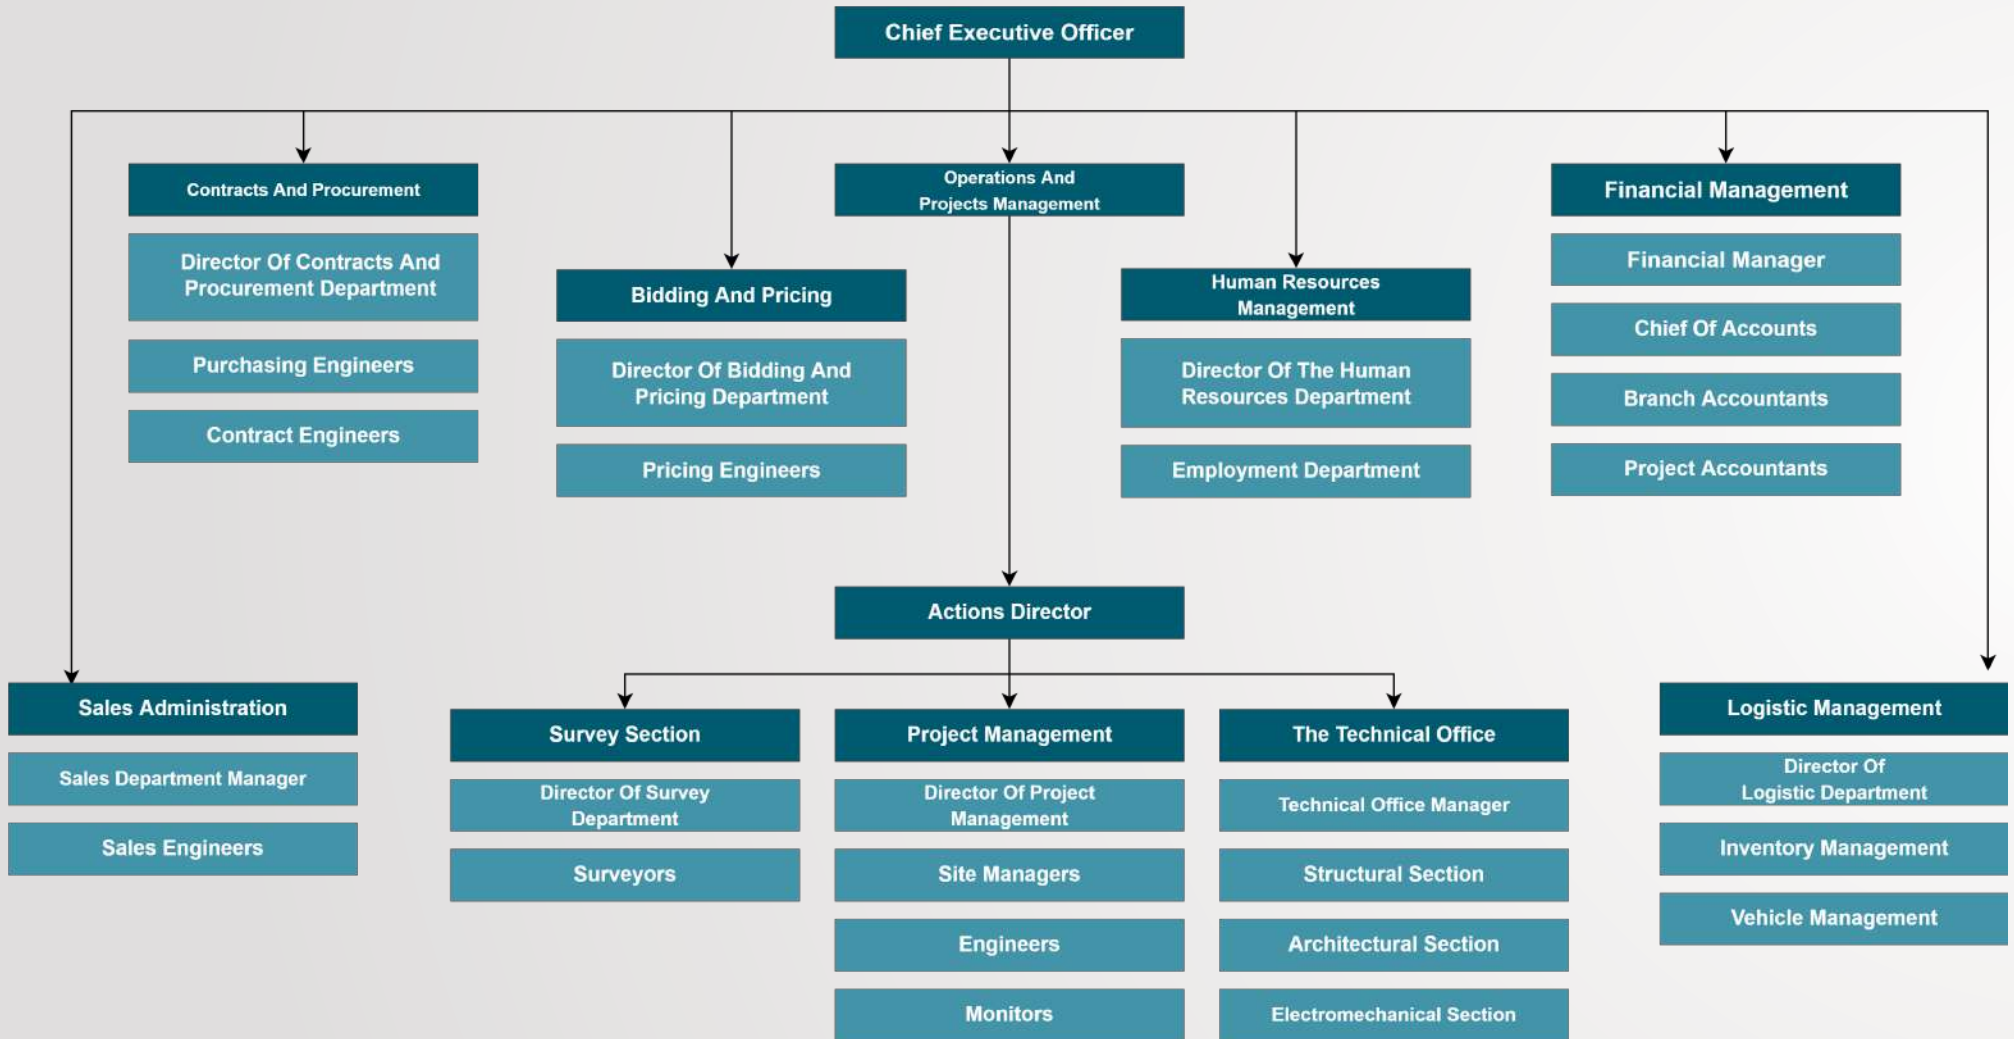 Chief Executive Officer
Contracts And Procurement
Director Of Contracts And
Procurement Department
Purchasing Engineers
Contract Engineers
Bidding And Pricing
Director Of Bidding And
Pricing Department
Pricing Engineers
Operations And
Projects Management
Human Resources
Management
Director Of The Human
Resources Department
Employment Department
Financial Management
Financial Manager
Chief Of Accounts
Branch Accountants
Project Accountants
Actions Director
Sales Administration
Sales Department Manager
Sales Engineers
Survey Section
Director Of Survey
Department
Surveyors
Project Management
Director Of Project
Management
Site Managers
Engineers
Monitors
The Technical Office
Technical Office Manager
Structural Section
Architectural Section
Electromechanical Section
Logistic Management
Director Of
Logistic Department
Inventory Management
Vehicle Management